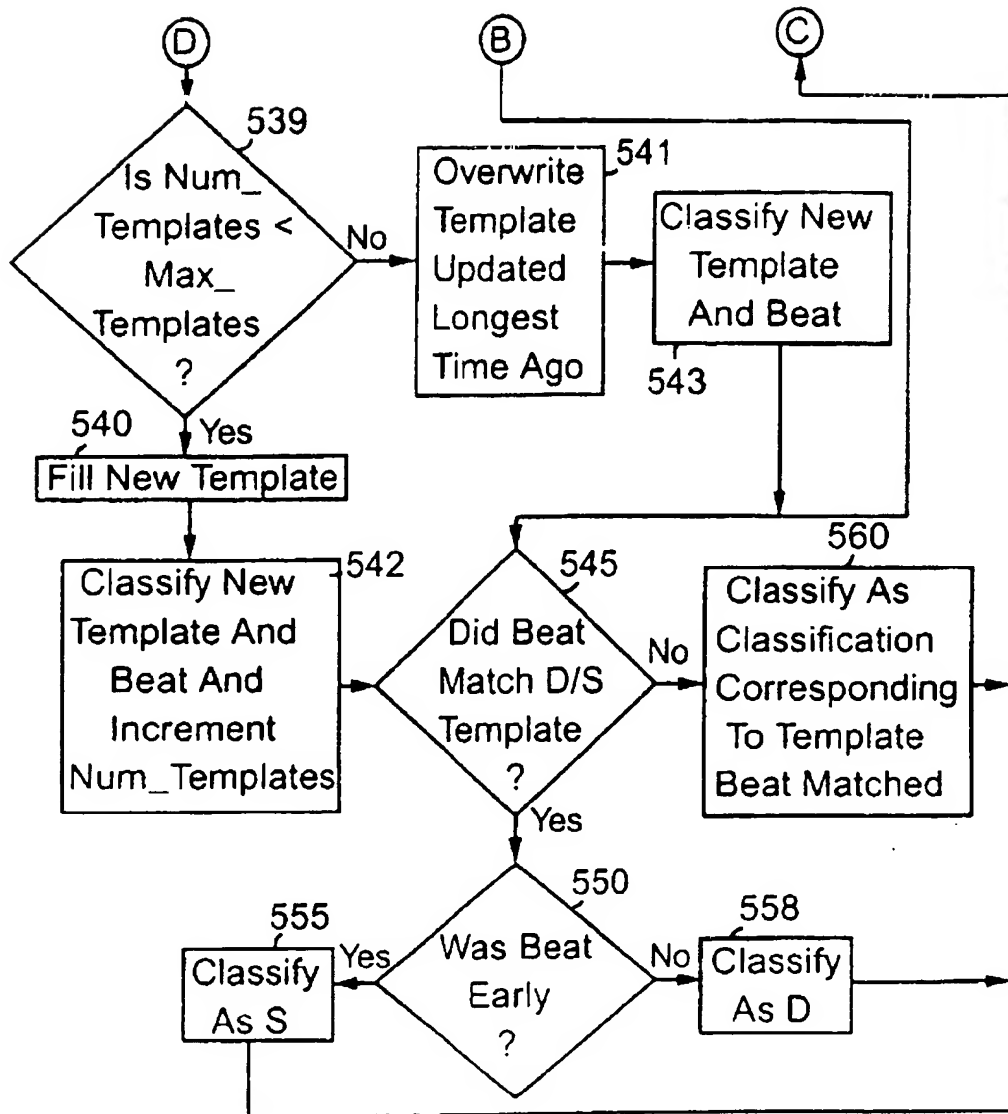 D
B
C
539
Is Num_
Templates <
Max_
Templates
?
No
Yes
541
Overwrite
Template
Updated
Longest
Time Ago
Classify New
Template
And Beat
543
540
Fill New Template
542
Classify New
Template And
Beat And
Increment
Num_Templates
545
Did Beat
Match D/S
Template
?
No
Yes
560
Classify As
Classification
Corresponding
To Template
Beat Matched
550
Was Beat
Early
?
Yes
No
555
Classify
As S
558
Classify
As D